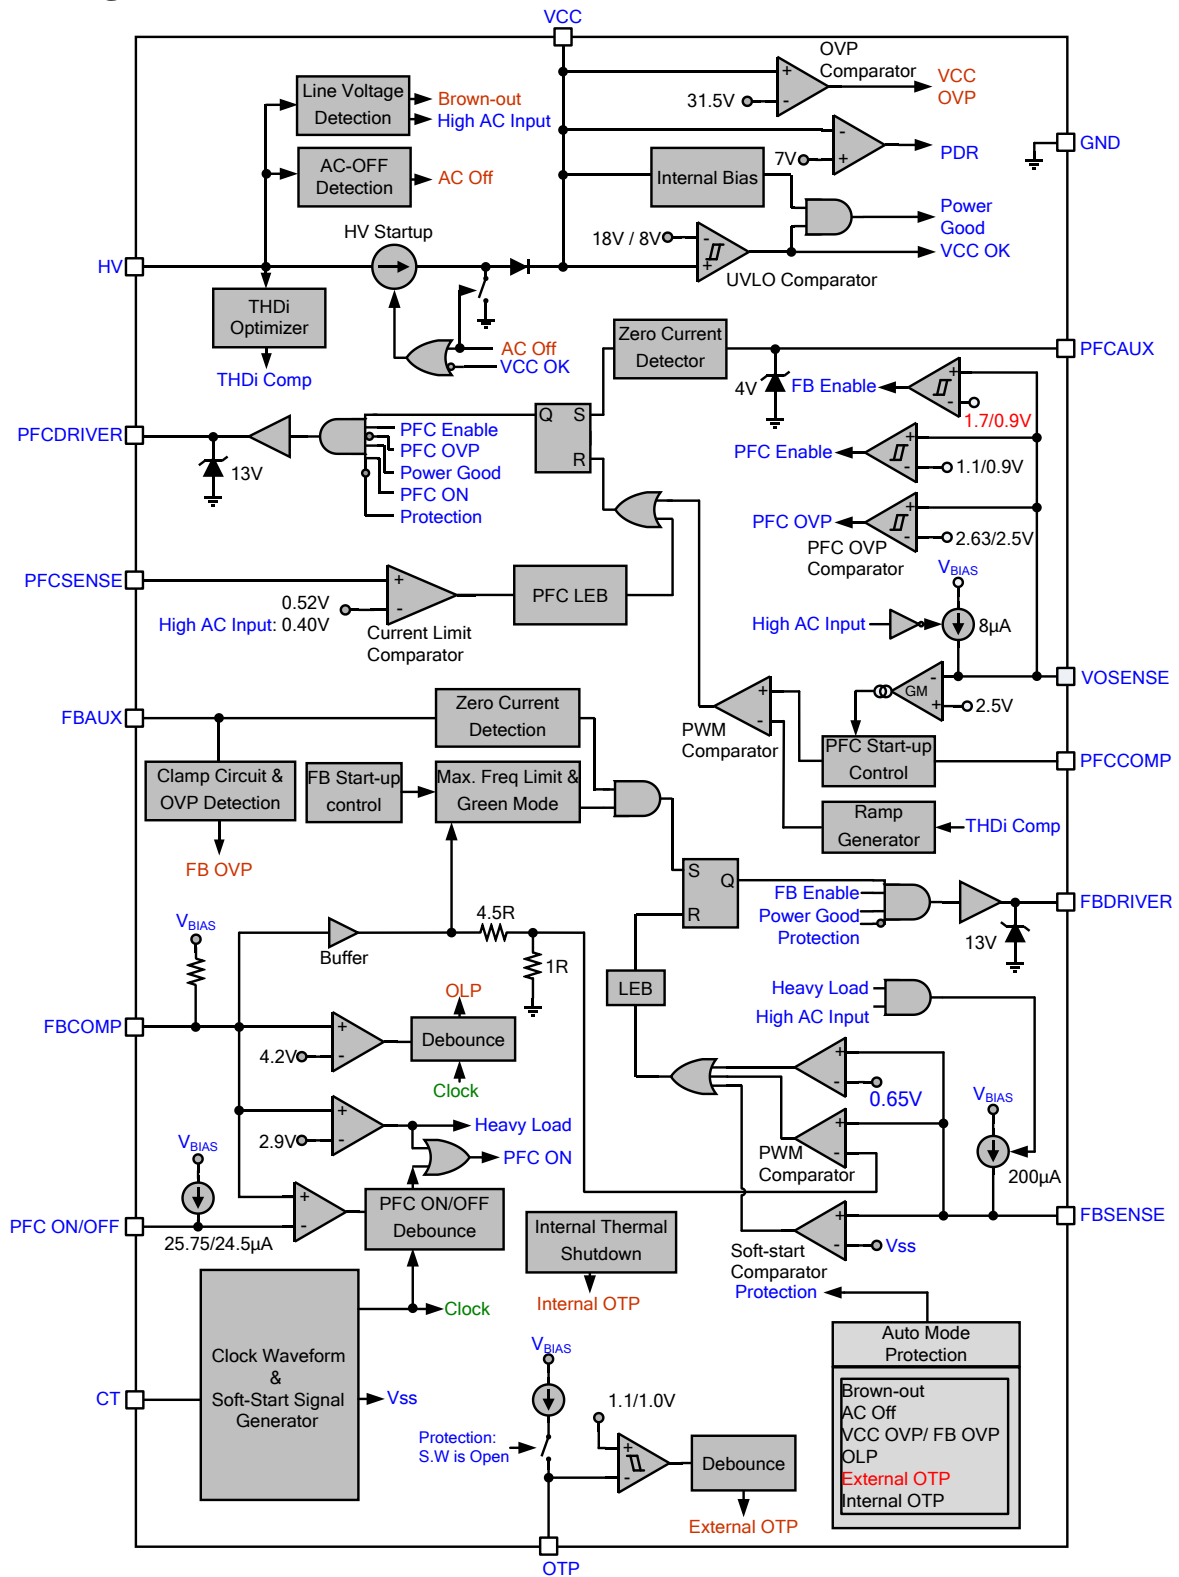 VCC
OVP
Comparator
VCC
OVP
31.5V
+
-
Line Voltage
Detection
Brown-out
High AC Input
GND
-
+
7V
PDR
AC-OFF
Detection
AC Off
Internal Bias
Power
Good
HV Startup
18V / 8V
-
+
VCC OK
UVLO Comparator
HV
THDi
Optimizer
THDi Comp
AC Off
VCC OK
Zero Current
Detector
PFCAUX
4V
FB Enable
+
-
1.7/0.9V
Q
S
R
PFCDRIVER
13V
PFC Enable
PFC OVP
Power Good
PFC ON
Protection
PFC Enable
+
-
1.1/0.9V
PFC OVP
+
-
2.63/2.5V
PFC OVP
Comparator
PFCSENSE
+
-
0.52V
High AC Input: 0.40V
Current Limit
Comparator
PFC LEB
VBIAS
High AC Input
8µA
VOSENSE
-
GM
+
2.5V
FBAUX
Zero Current
Detection
PWM
Comparator
+
-
PFC Start-up
Control
PFCCOMP
Clamp Circuit &
OVP Detection
FB Start-up
control
Max. Freq Limit &
Green Mode
Ramp
Generator
THDi Comp
FB OVP
S
Q
R
FB Enable
Power Good
Protection
FBDRIVER
13V
VBIAS
Buffer
4.5R
1R
LEB
Heavy Load
High AC Input
FBCOMP
OLP
+
-
4.2V
Debounce
Clock
+
-
0.65V
VBIAS
+
-
2.9V
Heavy Load
PFC ON
PWM
Comparator
+
-
200µA
VBIAS
PFC ON/OFF
25.75/24.5µA
+
-
PFC ON/OFF
Debounce
Internal Thermal
Shutdown
Internal OTP
+
-
Vss
Soft-start
Comparator
FBSENSE
Protection
Clock
Clock Waveform
&
Soft-Start Signal
Generator
CT
Vss
Auto Mode
Protection
Brown-out
AC Off
VCC OVP/ FB OVP
OLP
External OTP
Internal OTP
VBIAS
1.1/1.0V
Protection:
S.W is Open
+
-
Debounce
External OTP
OTP